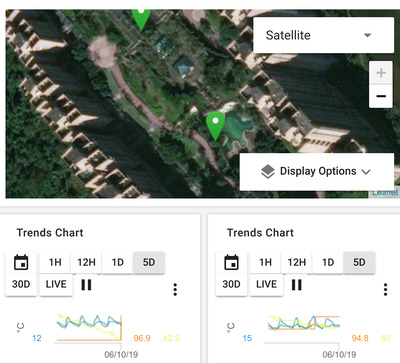 Satellite
+
−
Display Options
Leaflet
Trends Chart
1H 12H 1D 5D
30D LIVE
°C
12 96.9 42.5
06/10/19
Trends Chart
1H 12H 1D 5D
30D LIVE
°C
15 94.8 60
06/10/19